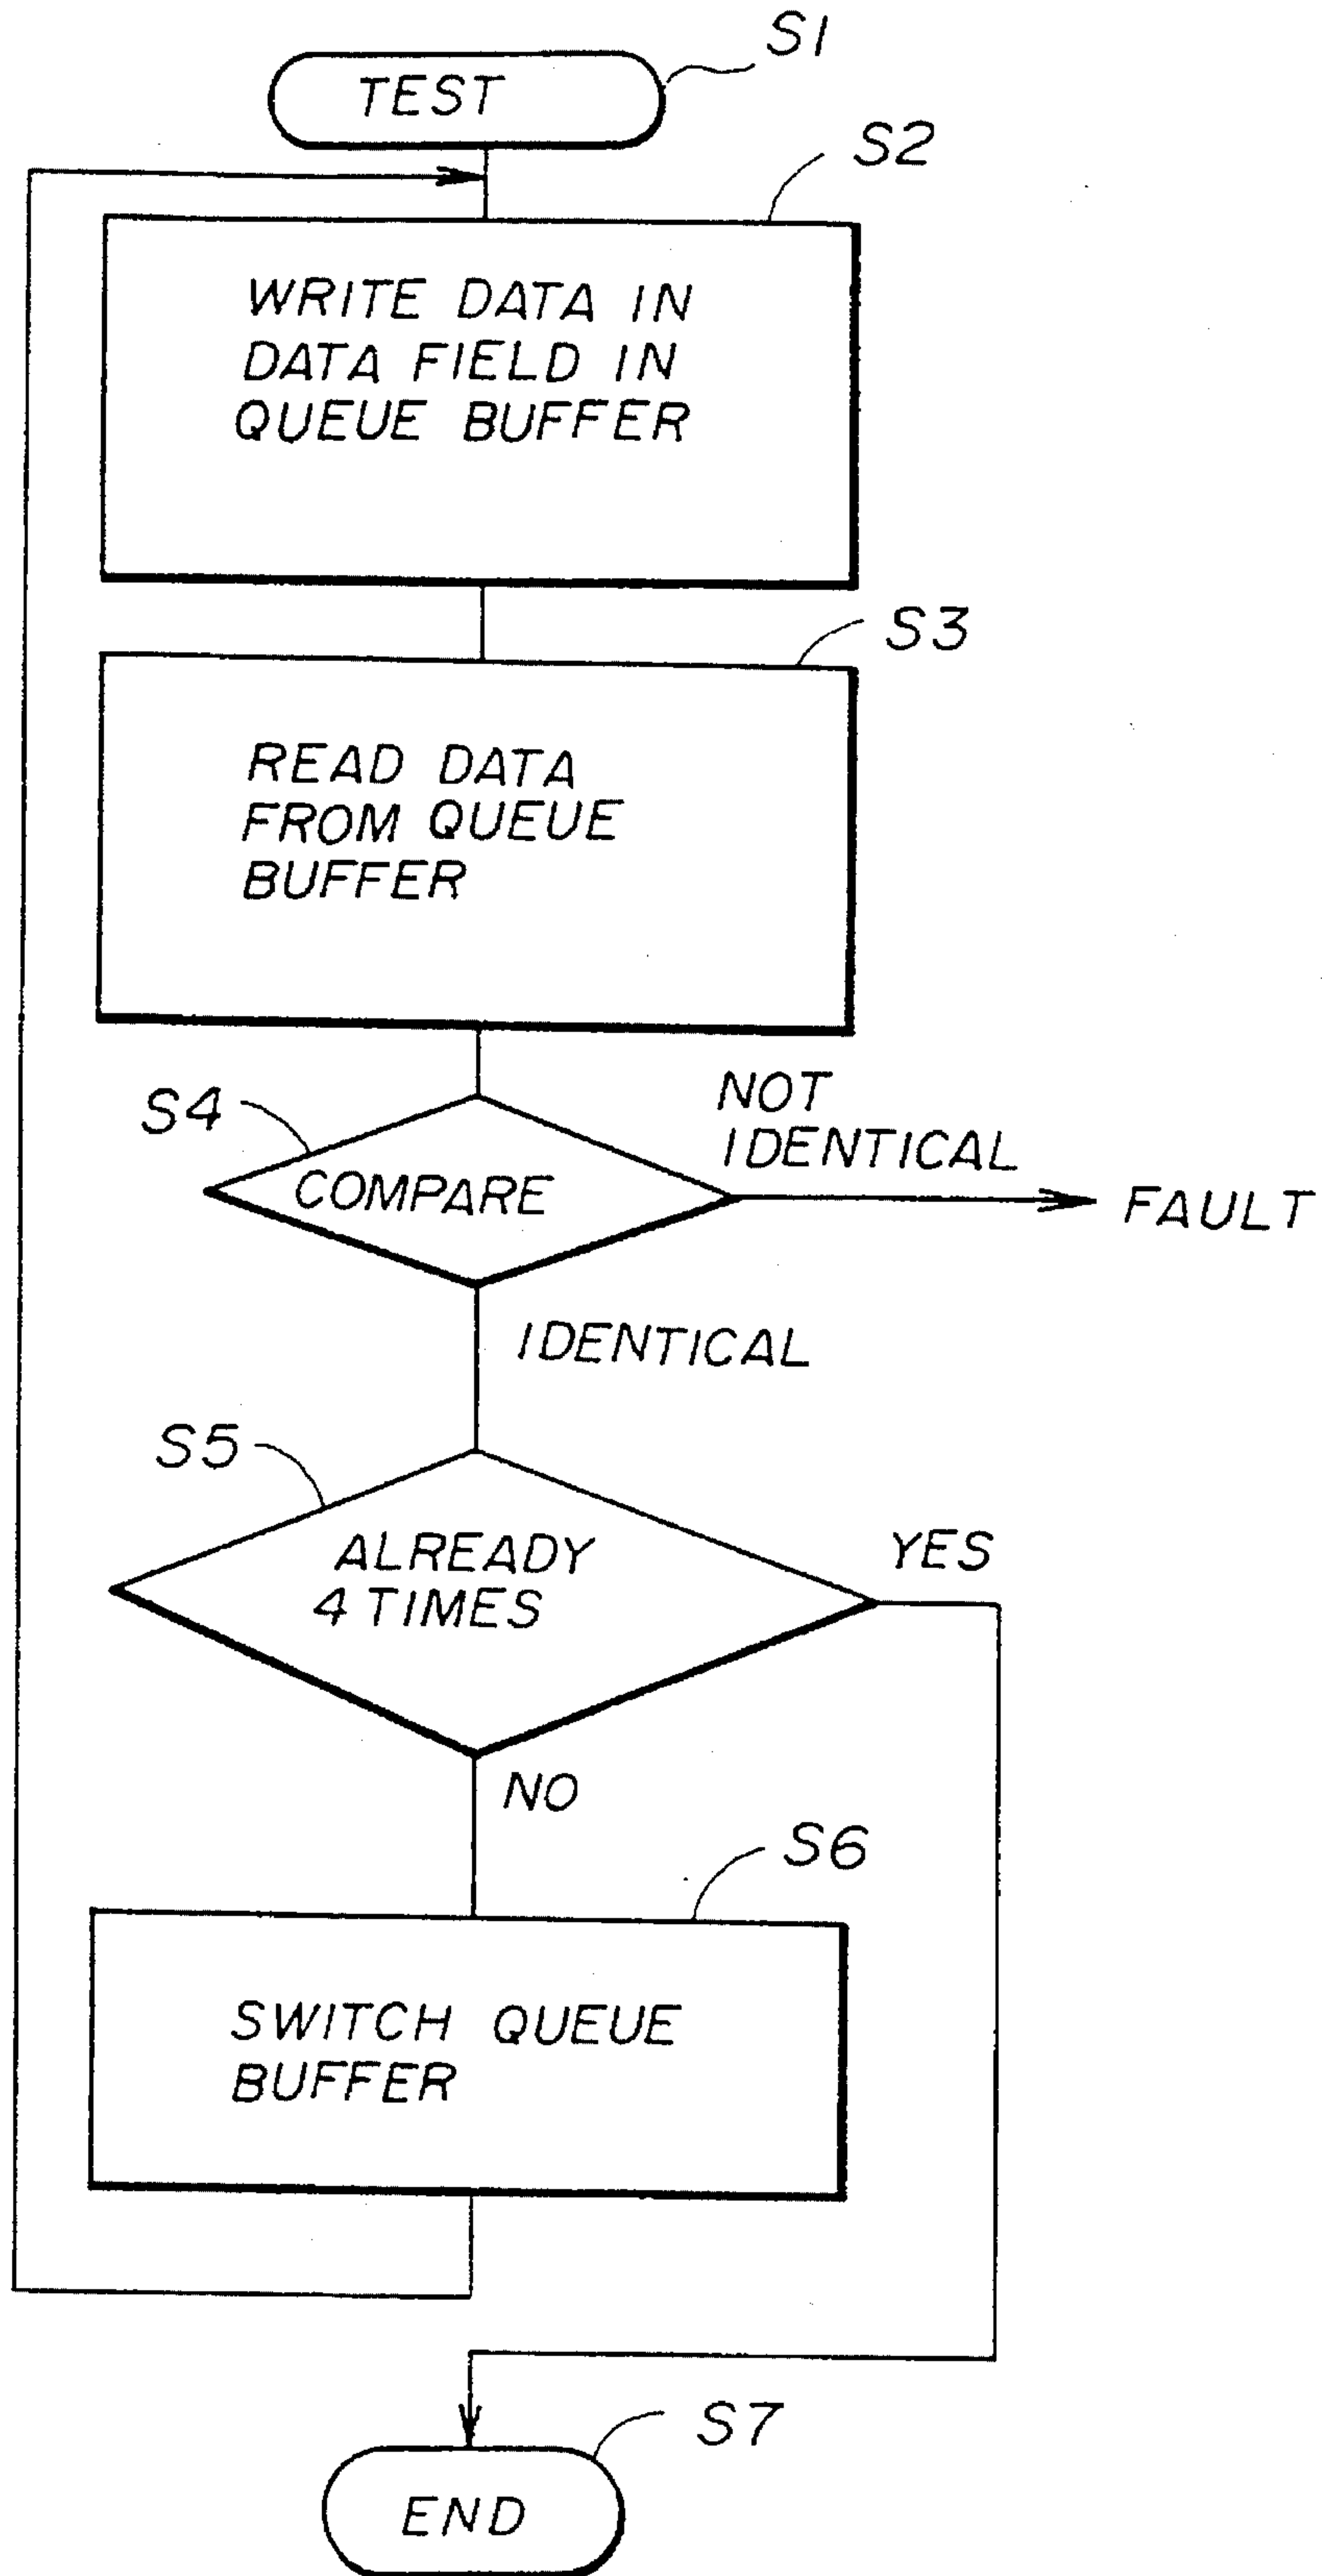 S1
TEST
S2
WRITE DATA IN
DATA FIELD IN
QUEUE BUFFER
S3
READ DATA
FROM QUEUE
BUFFER
S4
COMPARE
NOT
IDENTICAL
FAULT
IDENTICAL
S5
ALREADY
4 TIMES
YES
NO
S6
SWITCH QUEUE
BUFFER
S7
END